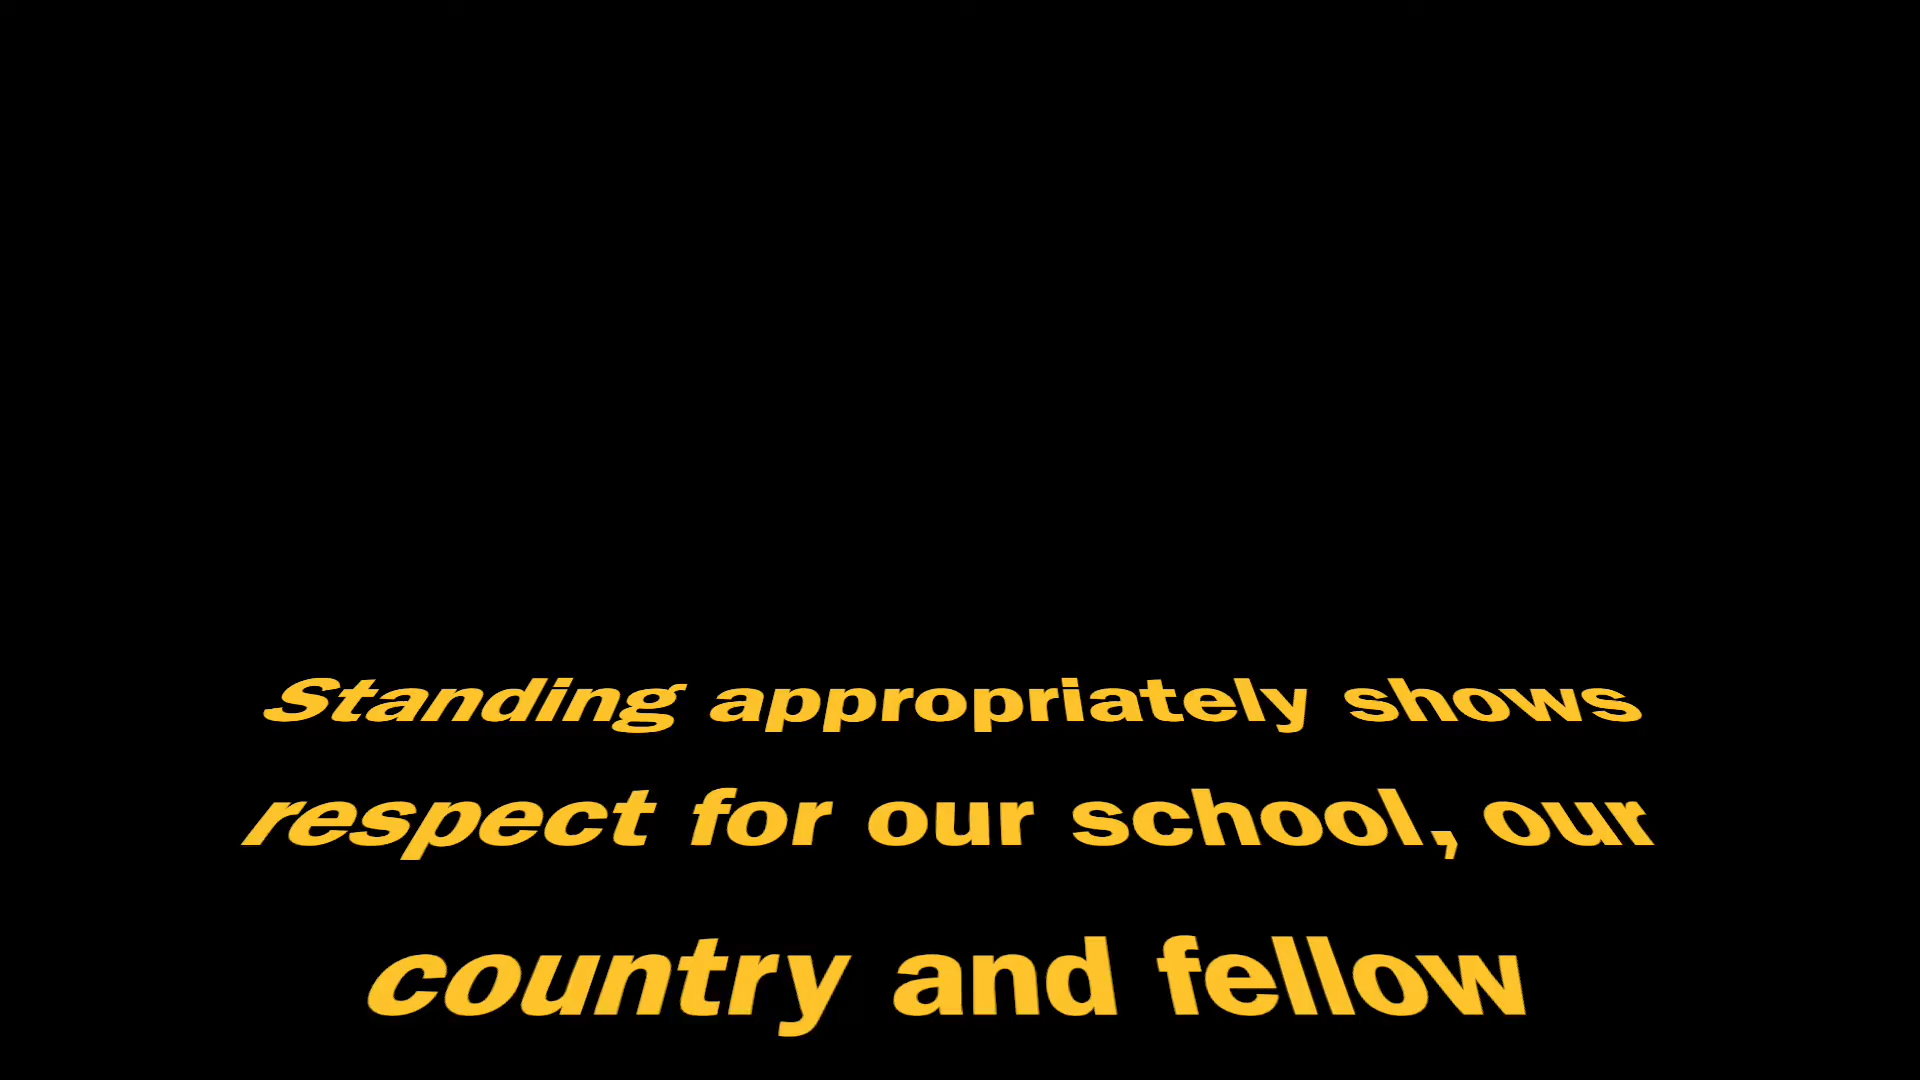 Standing appropriately shows
respect for our school, our
country and fellow